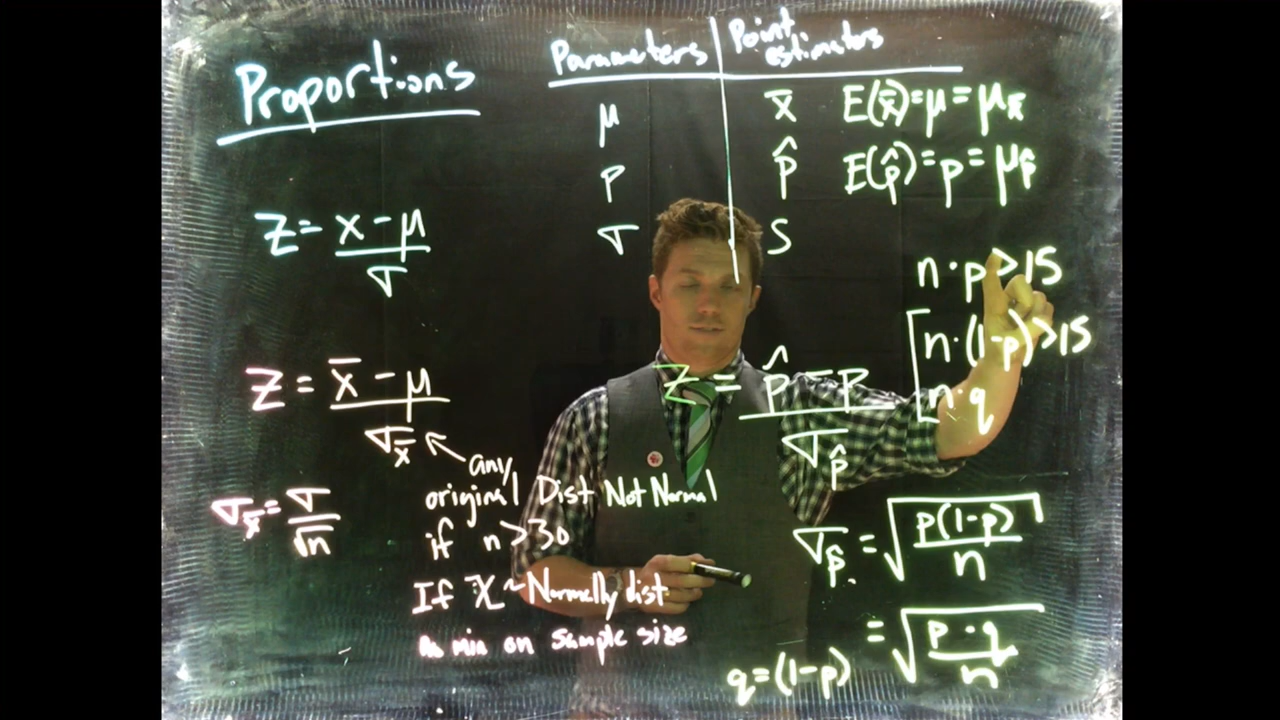 Proportions
Parameters | Point estimators
μ | x̄ E(x̄)=μ=μx̄
p | p̂ E(p̂)=p=μp̂
σ | S
z = (x - μ)/σ
n·p>15
n·(1-p)>15
n·q
z = (x̄ - μ)/σx̄
z = (p̂ - p)/σp̂
any
original Dist Not Normal
if n>30
σx̄ = σ/√n
If X ~ Normally dist.
no min on sample size
σp̂ = √(p(1-p)/n)
= √(p·q/n)
q=(1-p)